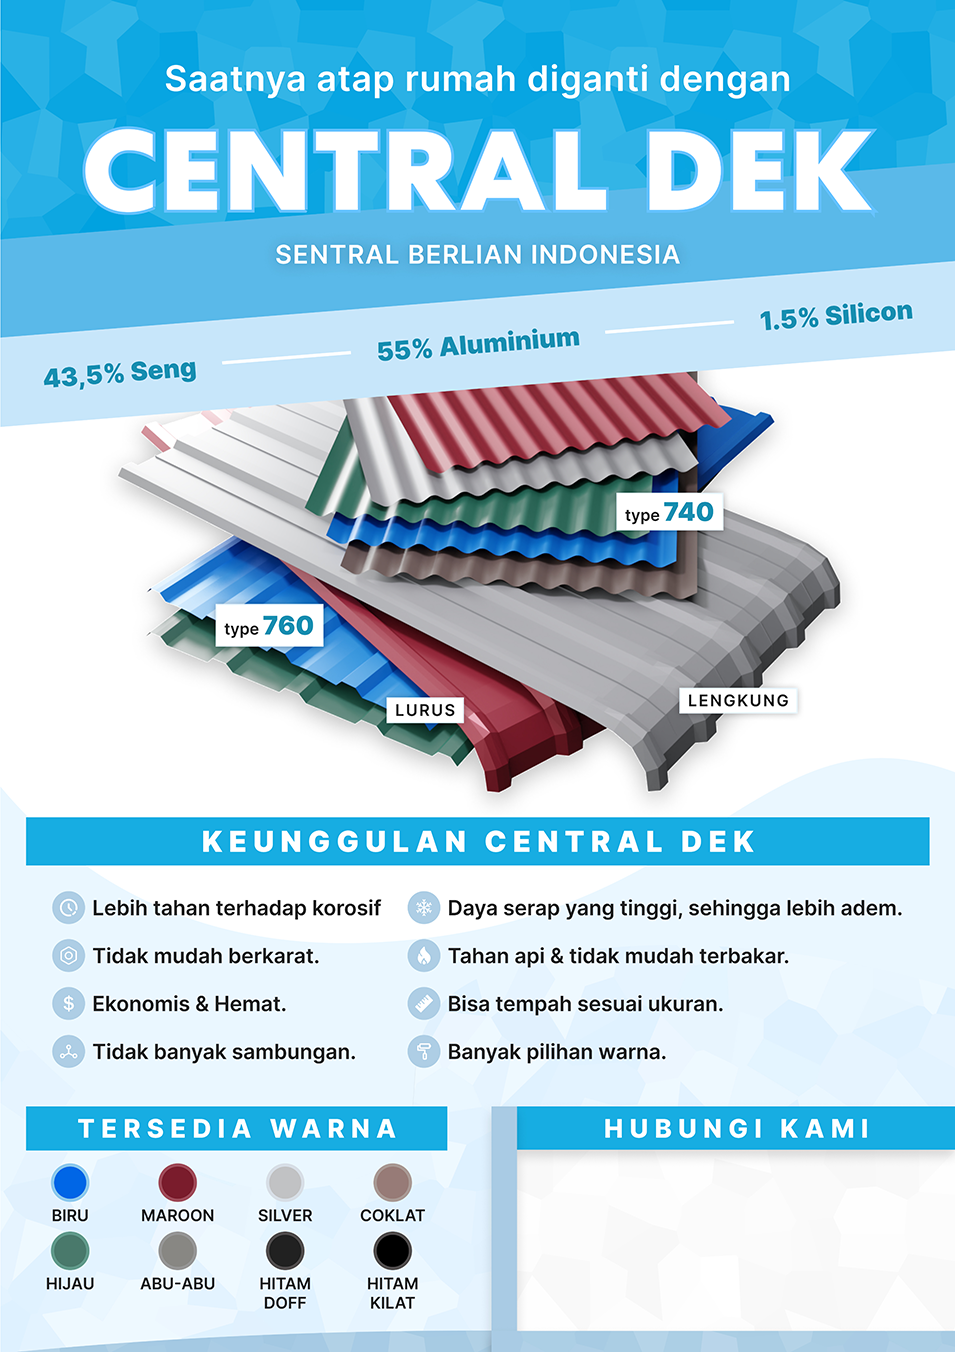 Saatnya atap rumah diganti dengan
CENTRAL DEK
SENTRAL BERLIAN INDONESIA
43,5% Seng
55% Aluminium
1.5% Silicon
type 740
type 760
LURUS
LENGKUNG
KEUNGGULAN CENTRAL DEK
Lebih tahan terhadap korosif
Tidak mudah berkarat.
Ekonomis & Hemat.
Tidak banyak sambungan.
Daya serap yang tinggi, sehingga lebih adem.
Tahan api & tidak mudah terbakar.
Bisa tempah sesuai ukuran.
Banyak pilihan warna.
TERSEDIA WARNA
BIRU
MAROON
SILVER
COKLAT
HIJAU
ABU-ABU
HITAM
DOFF
HITAM
KILAT
HUBUNGI KAMI